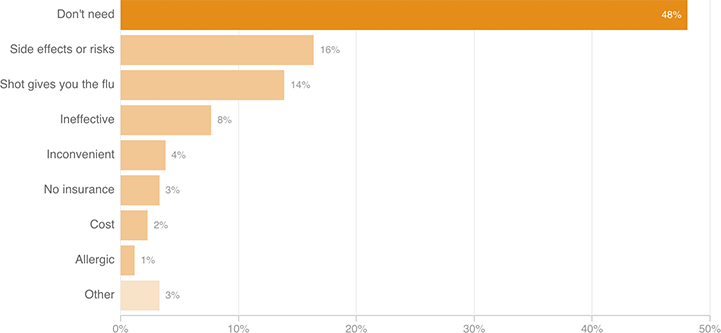 Don't need 48%
Side effects or risks 16%
Shot gives you the flu 14%
Ineffective 8%
Inconvenient 4%
No insurance 3%
Cost 2%
Allergic 1%
Other 3%
0% 10% 20% 30% 40% 50%